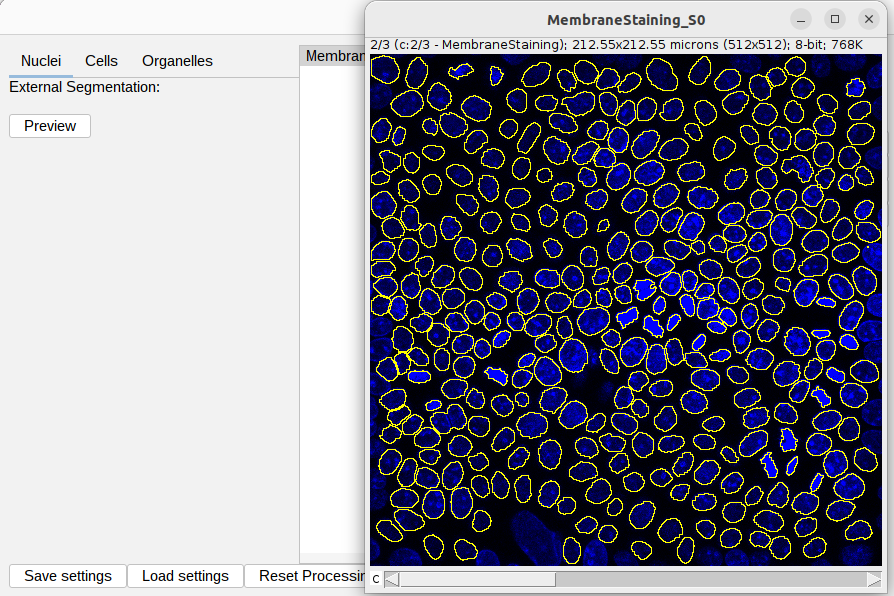 MembraneStaining_S0
2/3 (c:2/3 - MembraneStaining); 212.55x212.55 microns (512x512); 8-bit; 768K
Nuclei Cells Organelles
Membran
External Segmentation:
Preview
Save settings Load settings Reset Processin
c